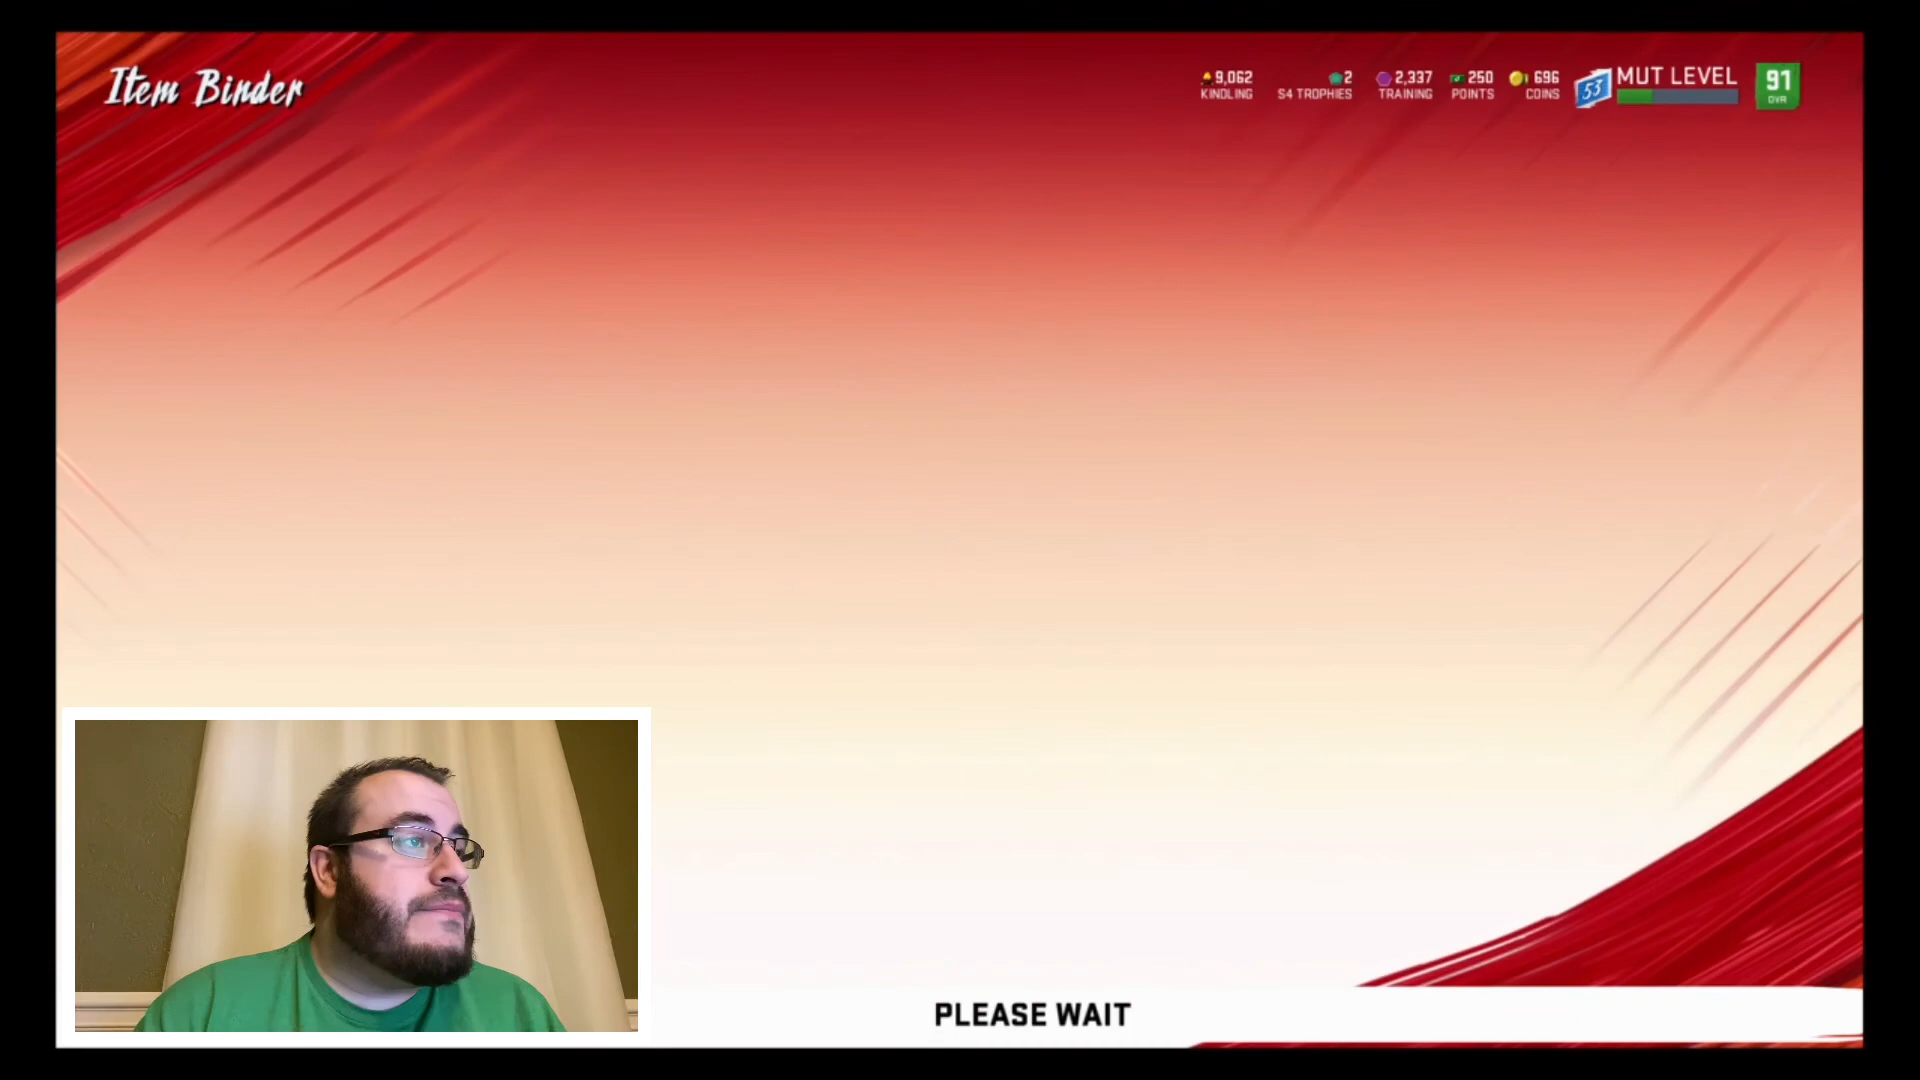 Item Binder
9,062
KINDLING
2
S4 TROPHIES
2,337
TRAINING
250
POINTS
696
COINS
53
MUT LEVEL
91
OVR
PLEASE WAIT